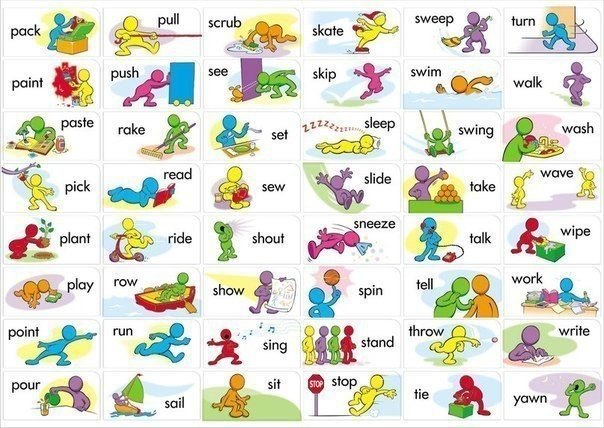 pack
pull
scrub
skate
sweep
turn
paint
push
see
skip
swim
walk
paste
rake
set
zzzzzzzzz
sleep
swing
wash
pick
read
sew
slide
take
wave
plant
ride
shout
sneeze
talk
wipe
play
row
show
spin
tell
work
point
run
sing
stand
throw
write
pour
sail
sit
STOP
stop
tie
yawn